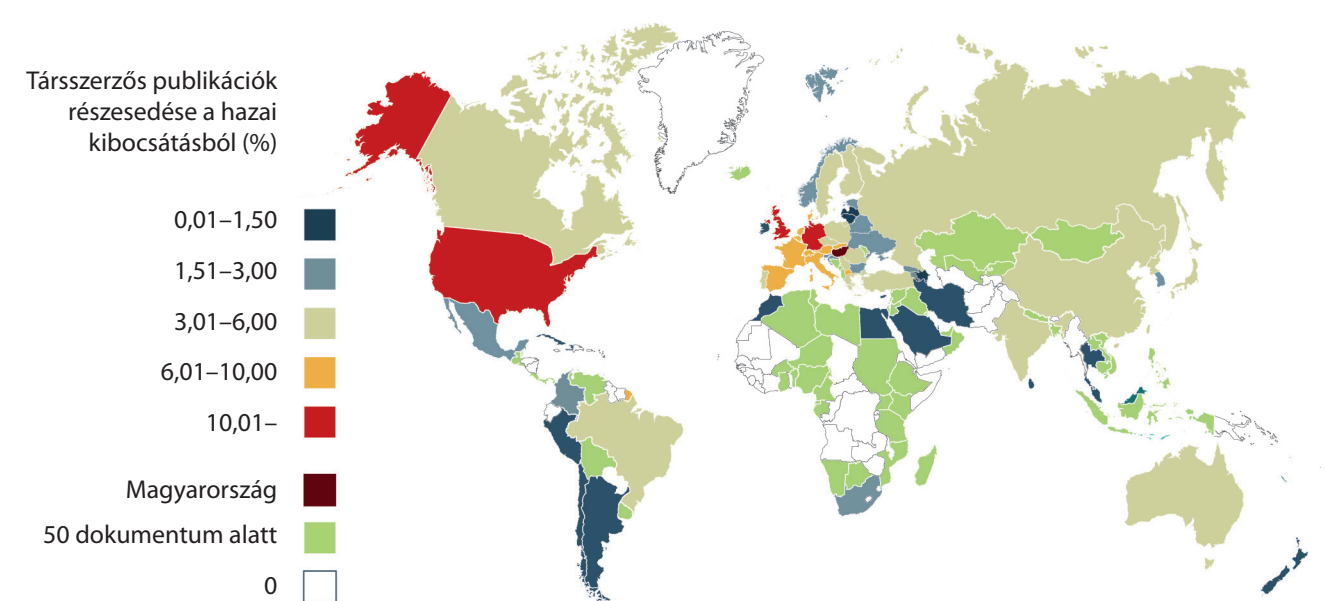 Társszerzős publikációk
részesedése a hazai
kibocsátásból (%)
0,01–1,50
1,51–3,00
3,01–6,00
6,01–10,00
10,01–
Magyarország
50 dokumentum alatt
0